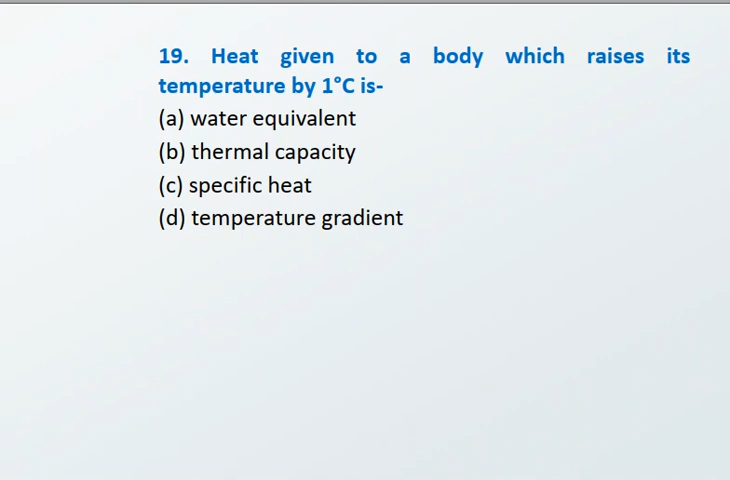 19. Heat given to a body which raises its
temperature by 1°C is-
(a) water equivalent
(b) thermal capacity
(c) specific heat
(d) temperature gradient